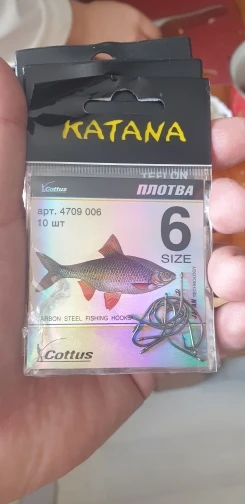 KATANA
Cottus
TEFLON
ПЛОТВА
арт. 4709 006
10 шт
6
SIZE
CARBON STEEL FISHING HOOKS
Cottus